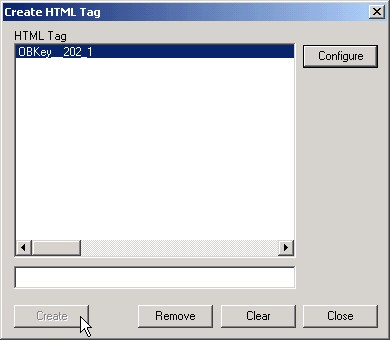 Create HTML Tag
HTML Tag
OBKey__202_1
Configure
Create
Remove
Clear
Close